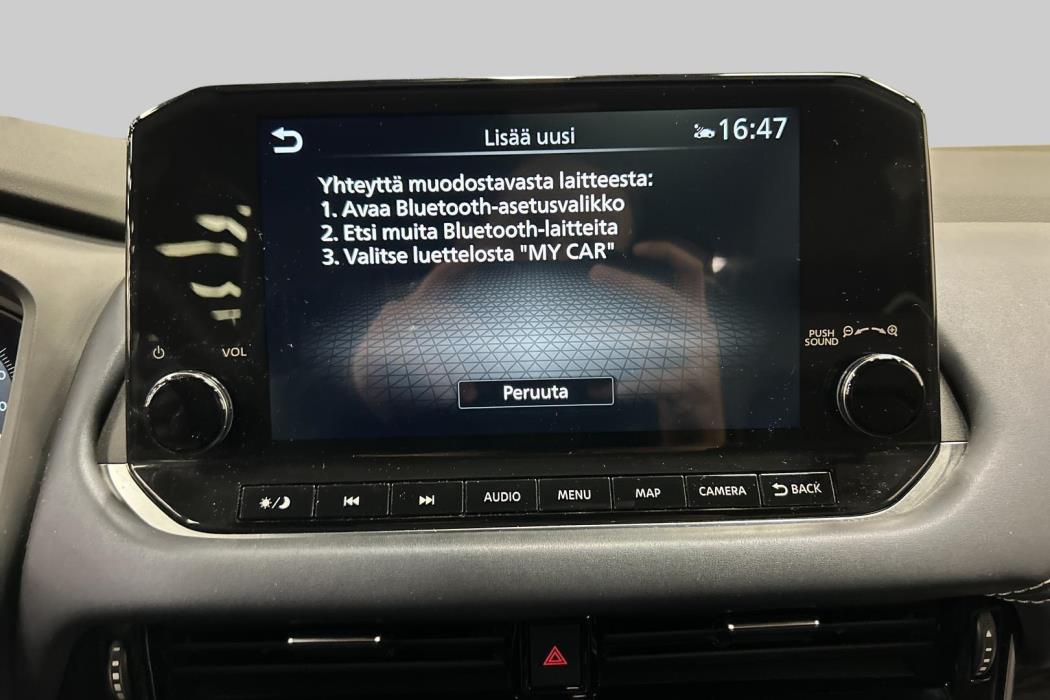 Lisää uusi
16:47
Yhteyttä muodostavasta laitteesta:
1. Avaa Bluetooth-asetusvalikko
2. Etsi muita Bluetooth-laitteita
3. Valitse luettelosta "MY CAR"
Peruuta
VOL
PUSH
SOUND
AUDIO
MENU
MAP
CAMERA
BACK